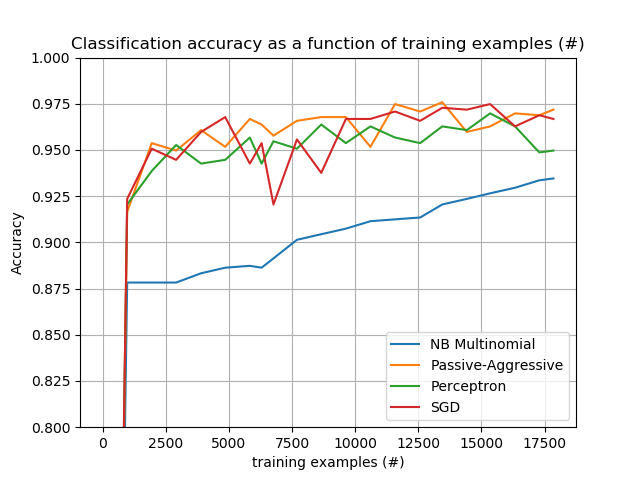 Classification accuracy as a function of training examples (#)
1.000
0.975
0.950
0.925
0.900
0.875
0.850
0.825
0.800
Accuracy
NB Multinomial
Passive-Aggressive
Perceptron
SGD
0
2500
5000
7500
10000
12500
15000
17500
training examples (#)